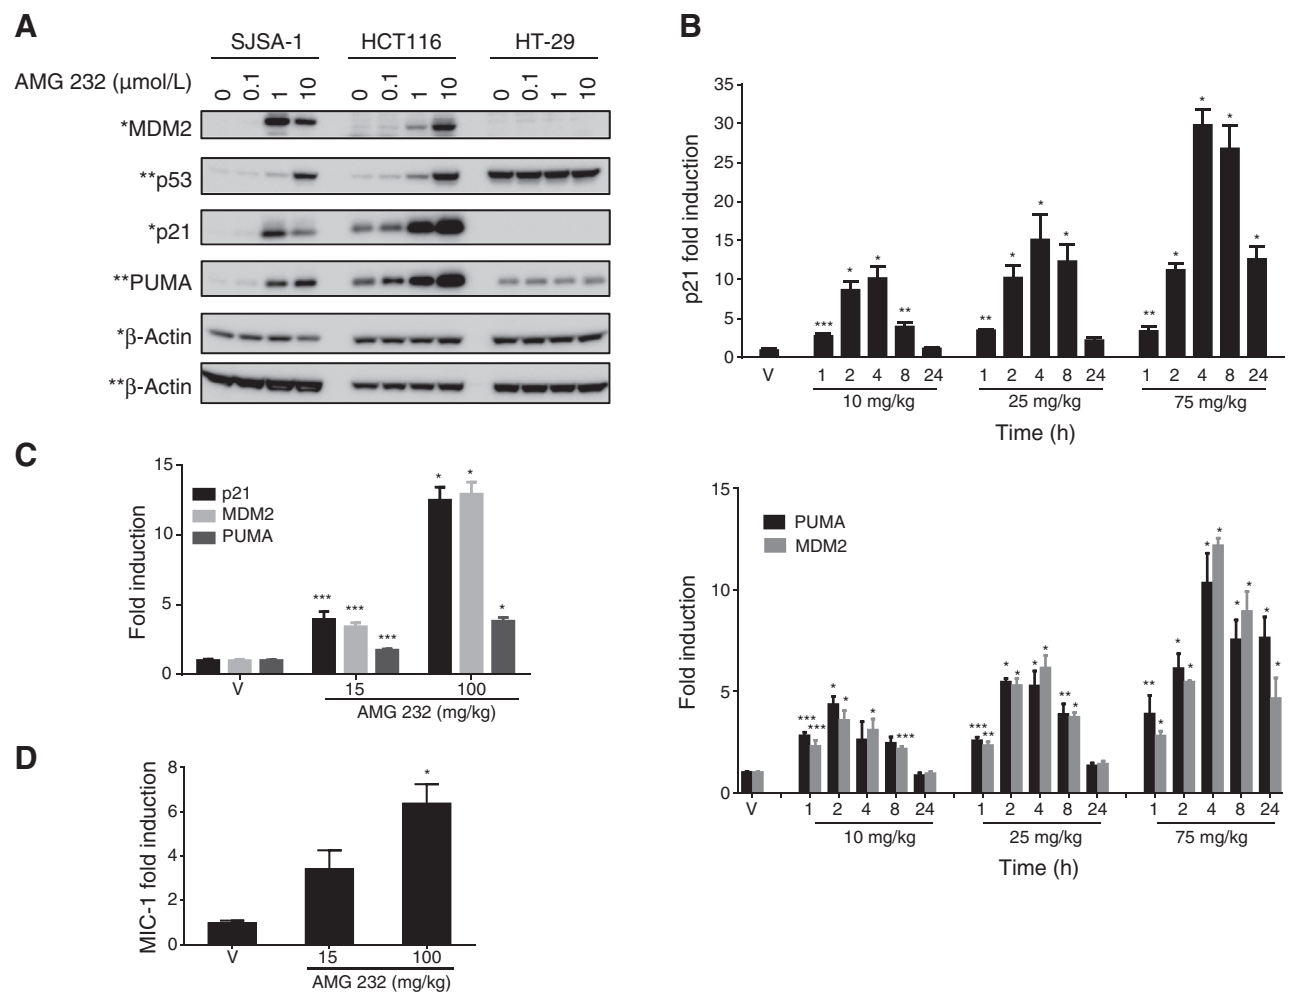 A
SJSA-1 HCT116 HT-29
AMG 232 (µmol/L) 0 0.1 1 10 0 0.1 1 10 0 0.1 1 10
*MDM2
**p53
*p21
**PUMA
*β-Actin
**β-Actin
B
p21 fold induction
35
30
25
20
15
10
5
0
*** * * ** ** * * * ** * * * *
V 1 2 4 8 24 1 2 4 8 24 1 2 4 8 24
10 mg/kg 25 mg/kg 75 mg/kg
Time (h)
C
Fold induction
15
10
5
0
p21
MDM2
PUMA
*** *** *** * * *
V 15 100
AMG 232 (mg/kg)
Fold induction
15
10
5
0
PUMA
MDM2
*** *** * * * *** *** ** * * * * ** * ** * * * * * * * * *
V 1 2 4 8 24 1 2 4 8 24 1 2 4 8 24
10 mg/kg 25 mg/kg 75 mg/kg
Time (h)
D
MIC-1 fold induction
8
6
4
2
0
*
V 15 100
AMG 232 (mg/kg)